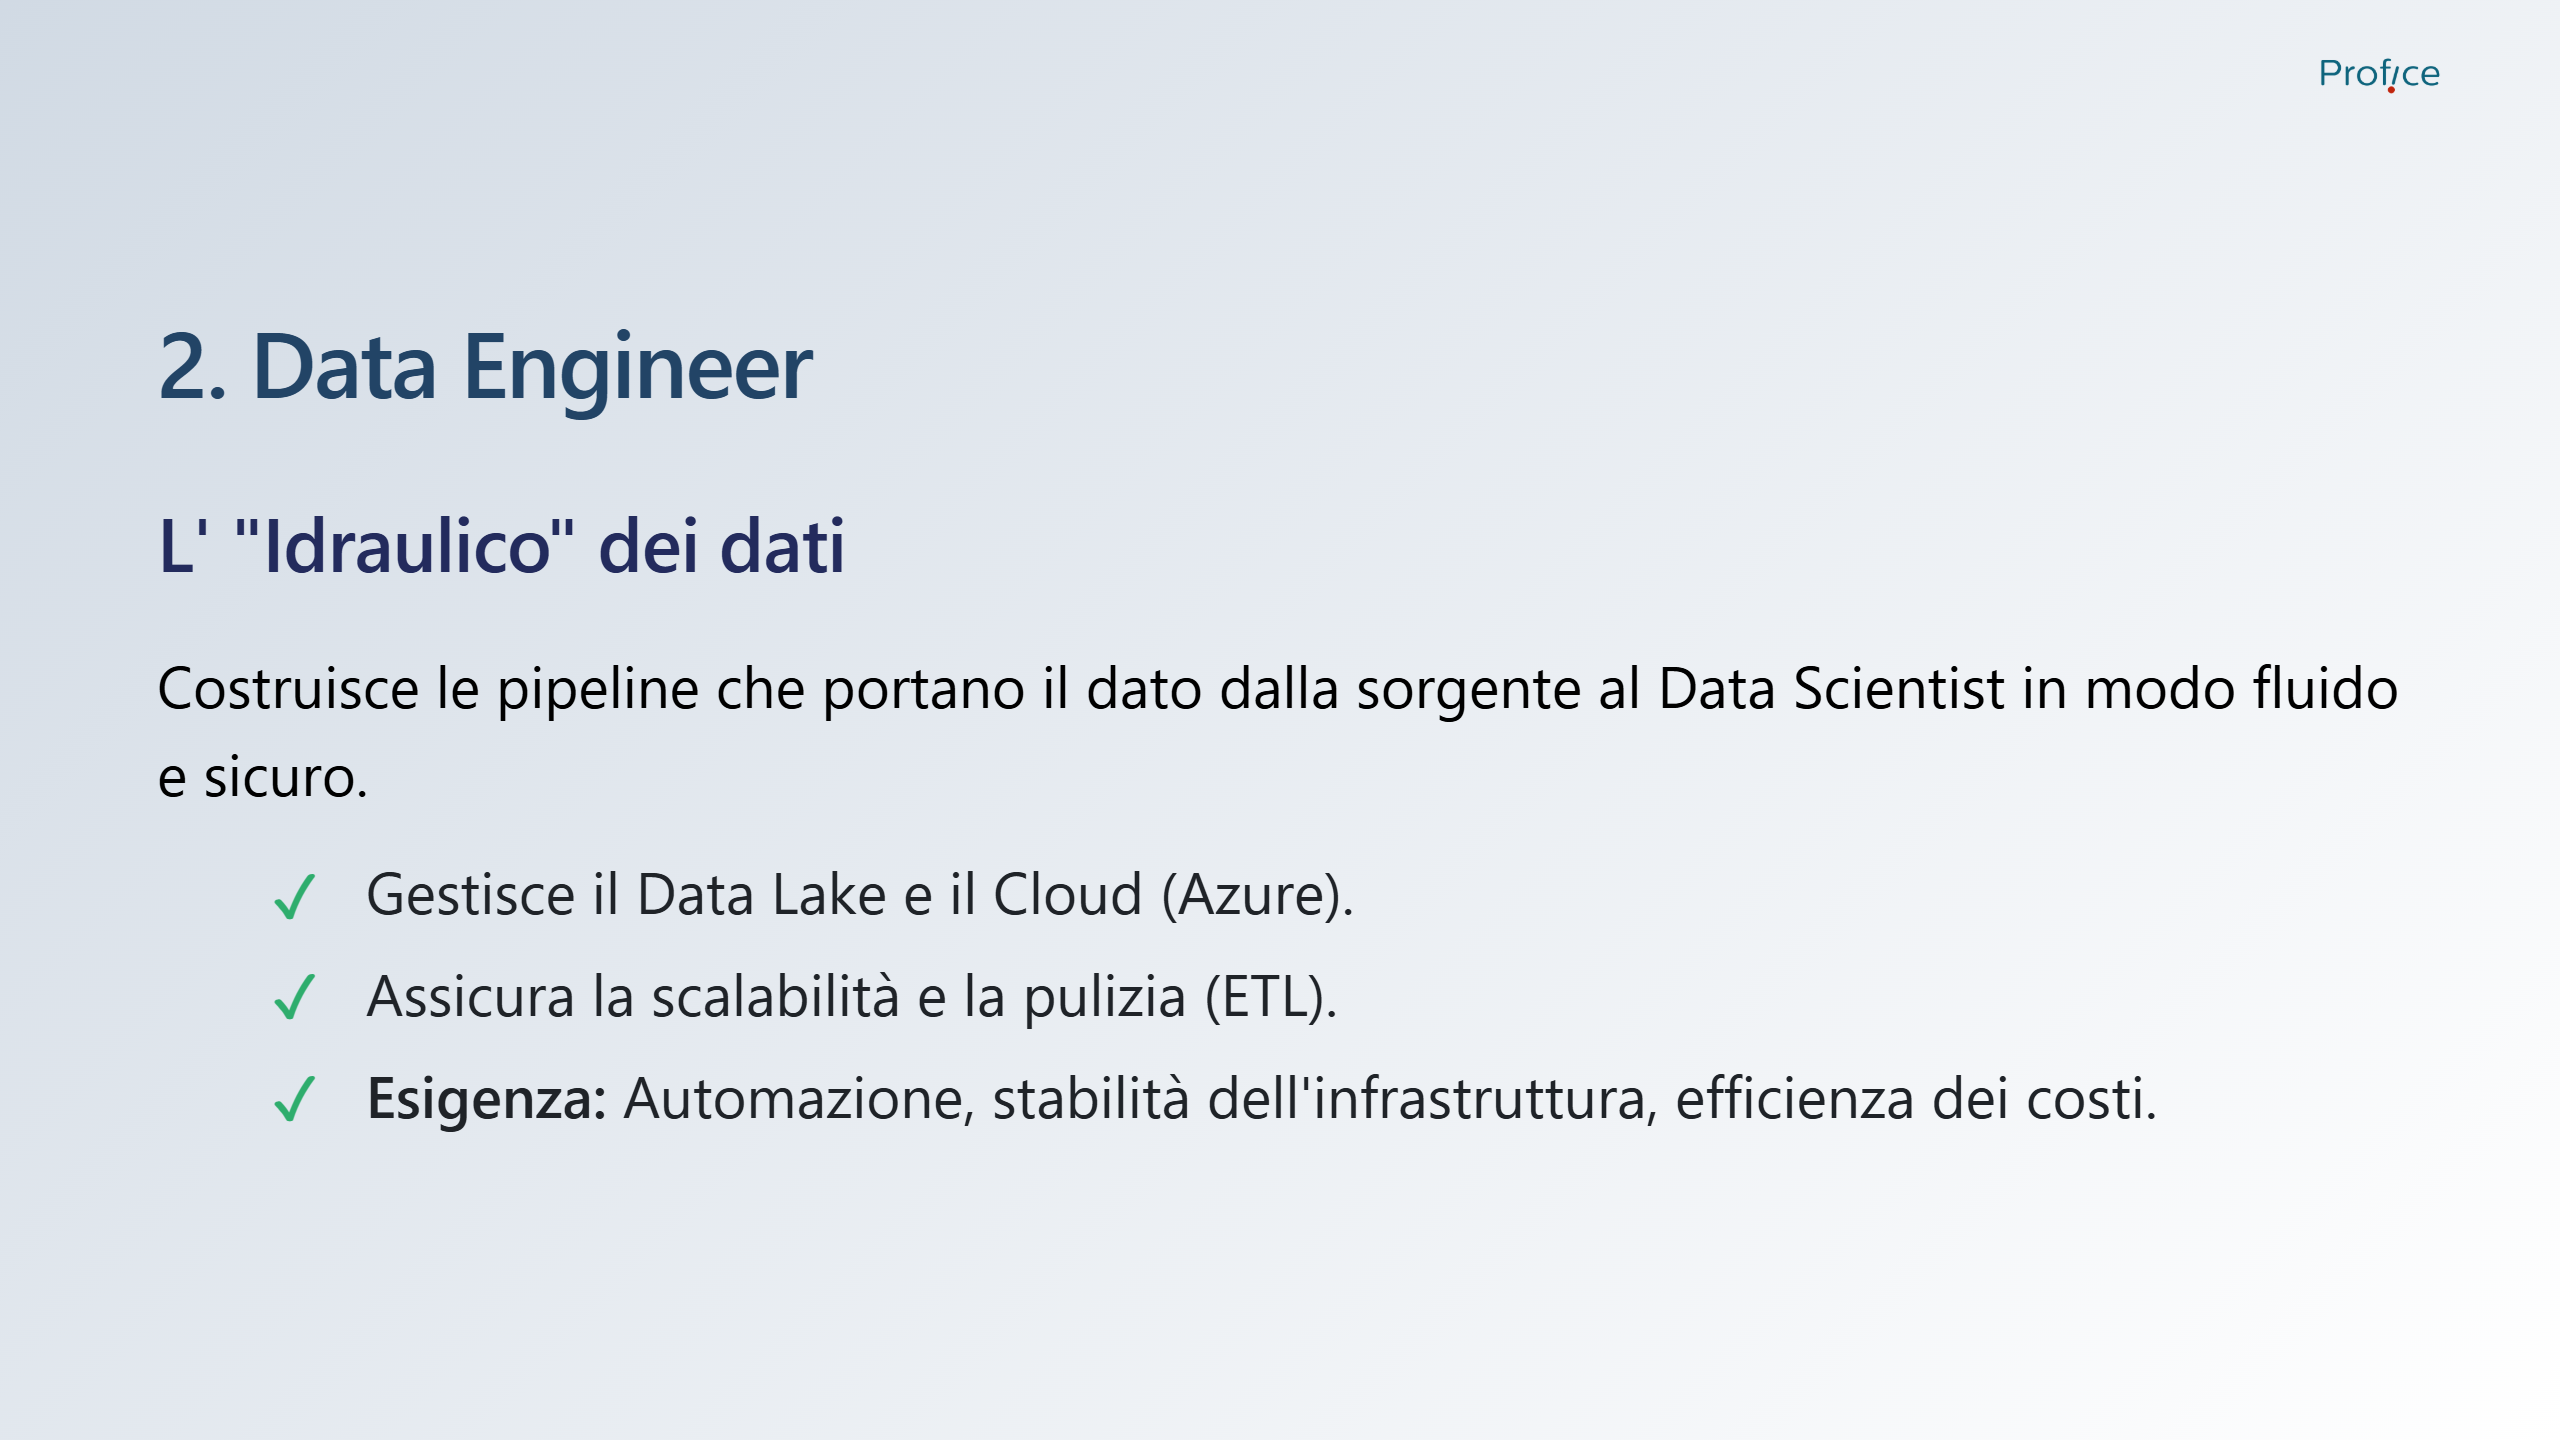 Profice
2. Data Engineer
L' "Idraulico" dei dati
Costruisce le pipeline che portano il dato dalla sorgente al Data Scientist in modo fluido
e sicuro.
✓ Gestisce il Data Lake e il Cloud (Azure).
✓ Assicura la scalabilità e la pulizia (ETL).
✓ Esigenza: Automazione, stabilità dell'infrastruttura, efficienza dei costi.